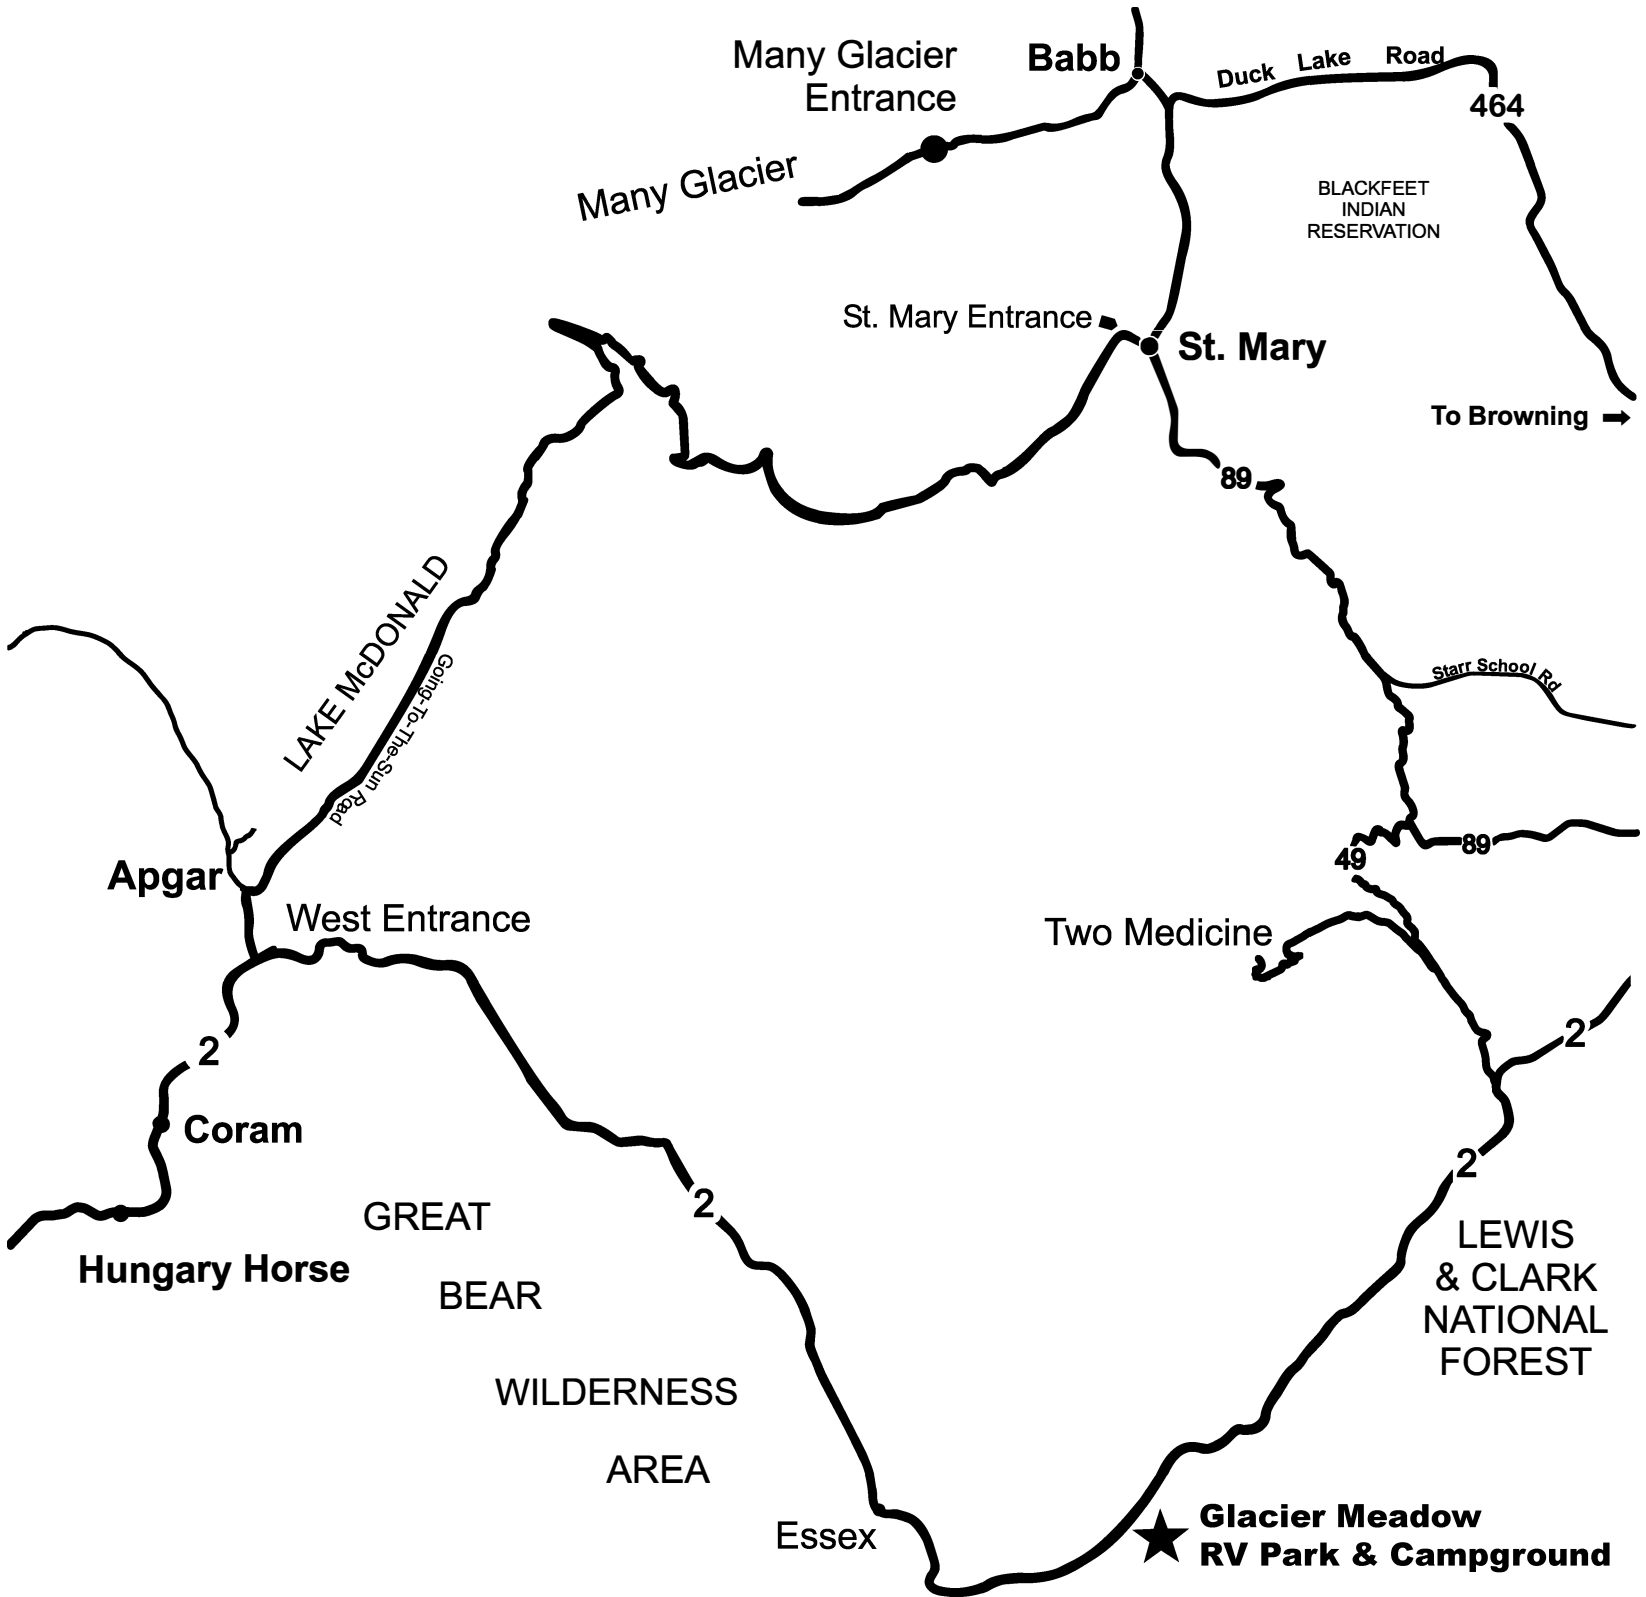 Many Glacier
Entrance
Babb
Duck Lake Road
464
Many Glacier
BLACKFEET
INDIAN
RESERVATION
St. Mary Entrance
St. Mary
To Browning
89
LAKE McDONALD
Going-To-The-Sun Road
Starr School Rd
89
49
Apgar
West Entrance
Two Medicine
2
2
Coram
2
2
GREAT
BEAR
WILDERNESS
AREA
Hungary Horse
LEWIS
& CLARK
NATIONAL
FOREST
Essex
Glacier Meadow
RV Park & Campground